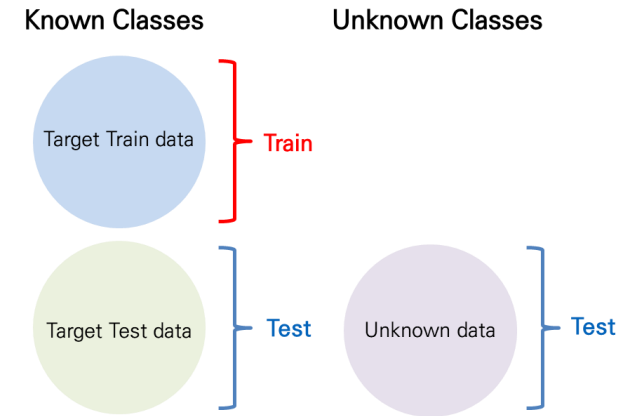 Known Classes
Unknown Classes
Target Train data
Train
Target Test data
Test
Unknown data
Test